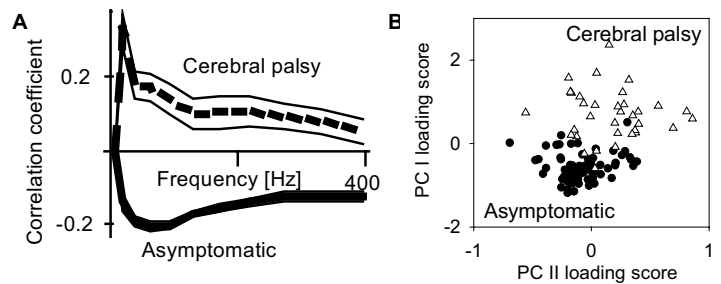 A
Correlation coefficient
0.2
-0.2
Cerebral palsy
Frequency [Hz]
400
Asymptomatic
B
PC I loading score
2
0
-2
Cerebral palsy
Asymptomatic
-1
0
1
PC II loading score